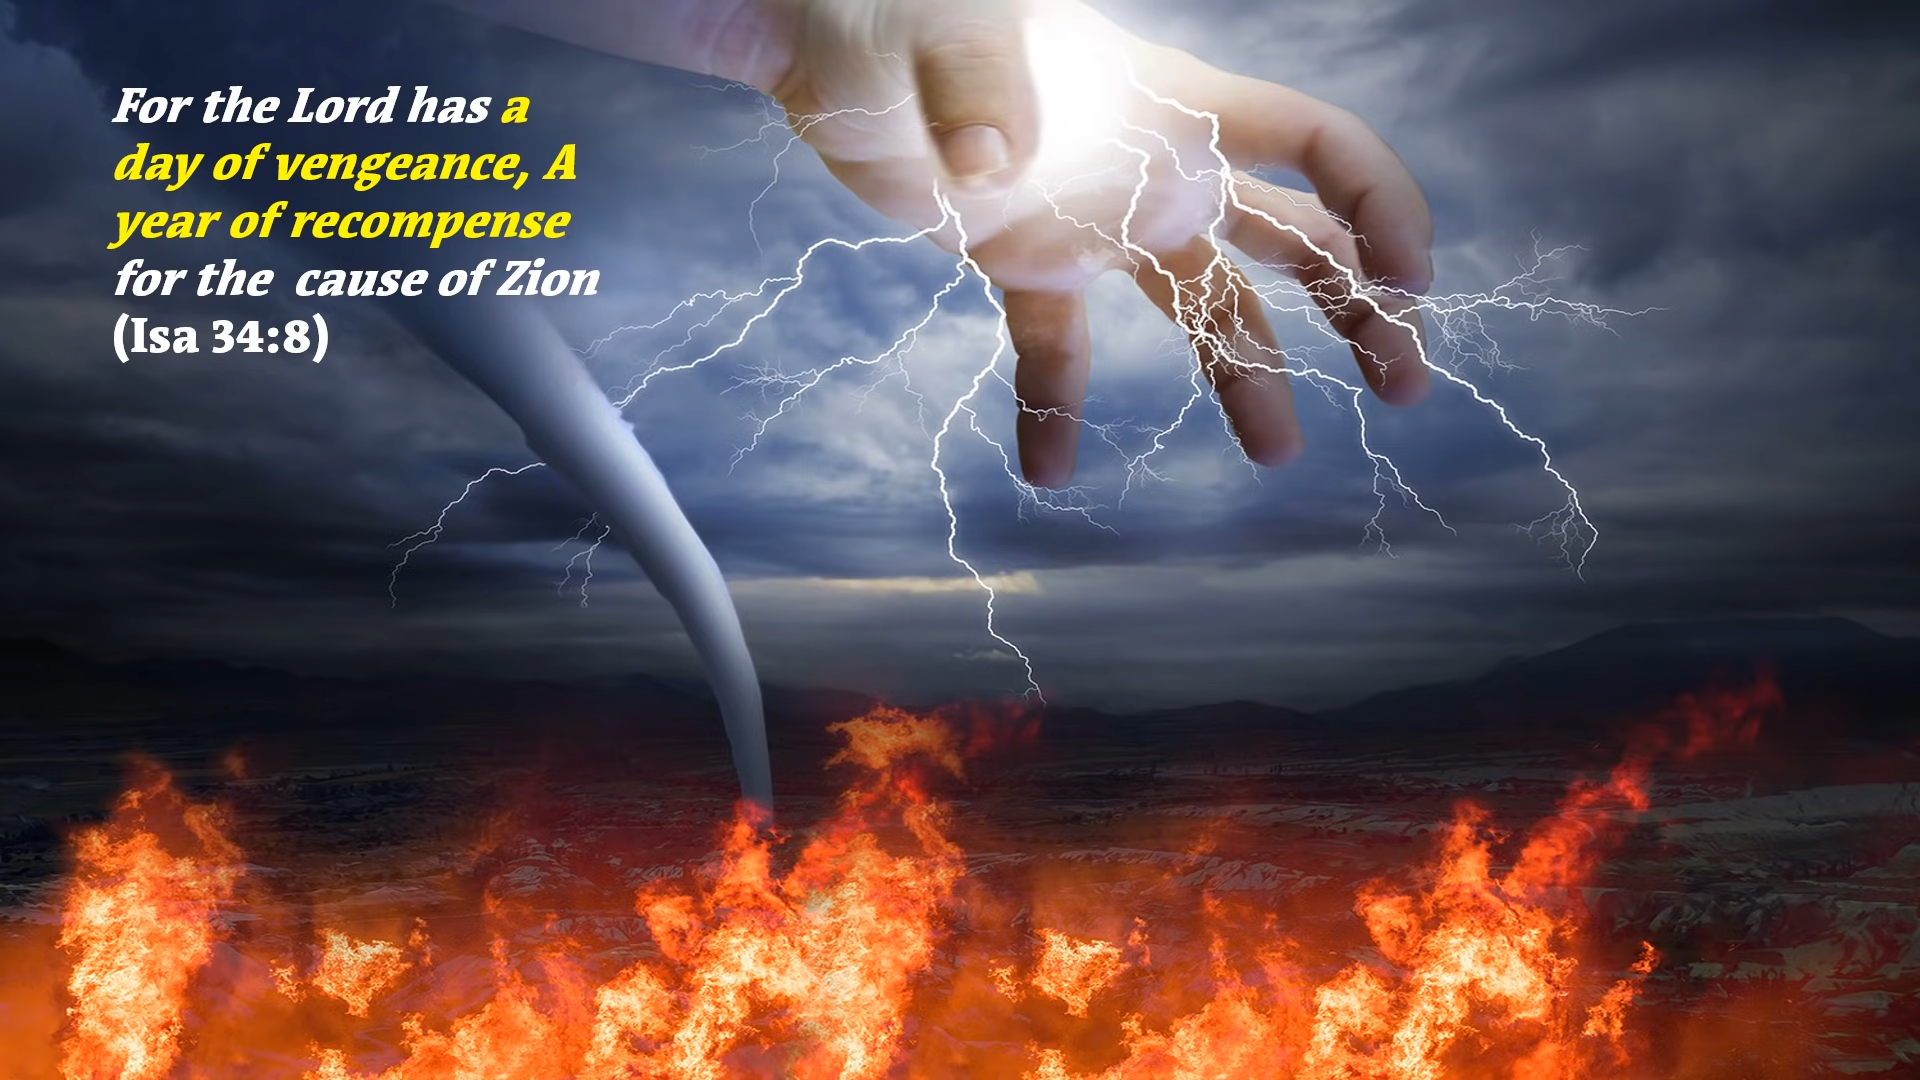 For the Lord has a
day of vengeance, A
year of recompense
for the  cause of Zion
(Isa 34:8)